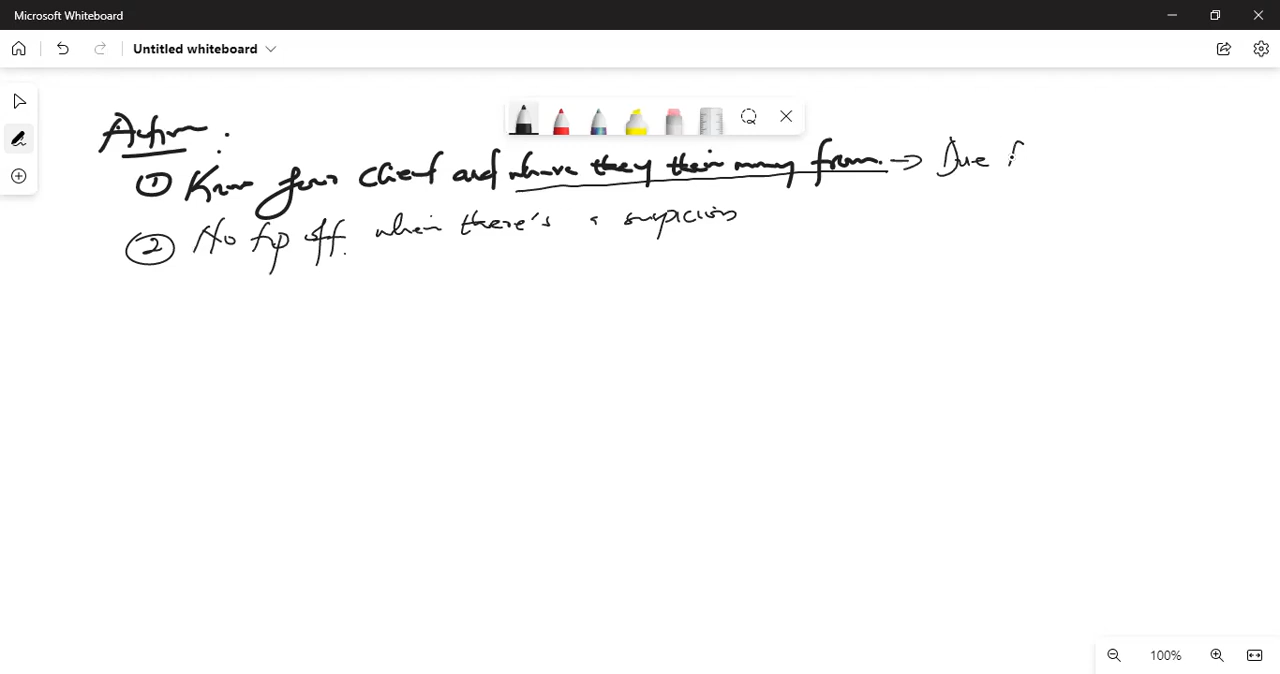 Microsoft Whiteboard
Untitled whiteboard
Action :
① Know your client and where they their money from. → Due
② No tip off. when there's a suspicion
100%